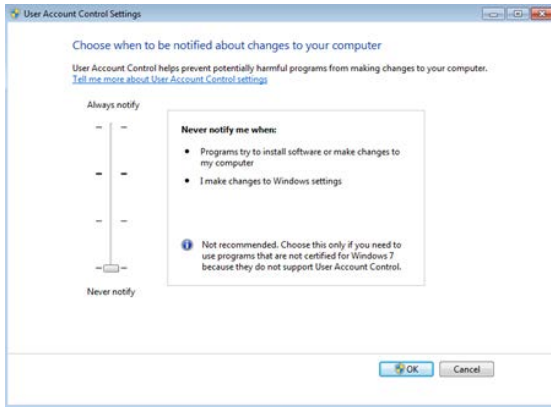 User Account Control Settings
Choose when to be notified about changes to your computer
User Account Control helps prevent potentially harmful programs from making changes to your computer.
Tell me more about User Account Control settings
Always notify
Never notify me when:
• Programs try to install software or make changes to
my computer
• I make changes to Windows settings
Not recommended. Choose this only if you need to
use programs that are not certified for Windows 7
because they do not support User Account Control.
Never notify
OK
Cancel